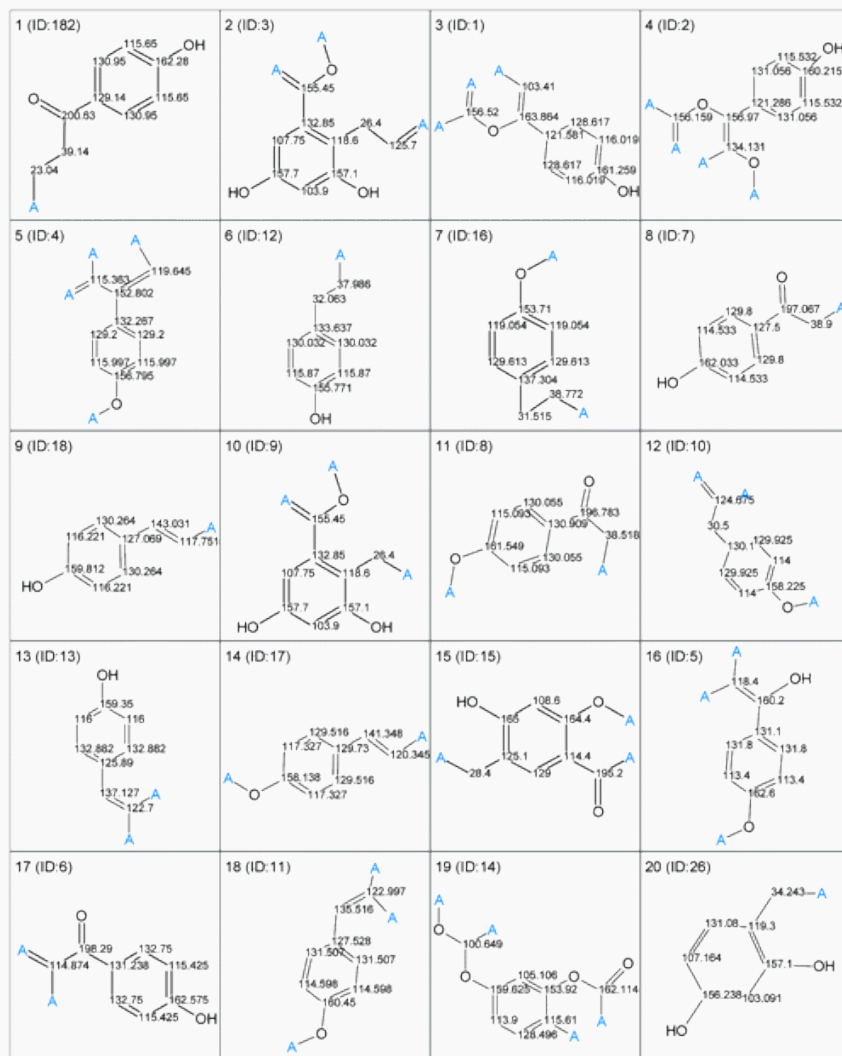 1 (ID:182)
115.65
OH
130.95
162.28
O
129.14
115.65
200.63
130.95
39.14
23.04
A
2 (ID:3)
A
A
O
155.45
132.85
26.4
A
107.75
118.6
125.7
157.7
157.1
HO
103.9
OH
3 (ID:1)
A
A
103.41
156.52
163.864
128.617
A
O
121.581
116.019
128.617
161.259
116.019
OH
4 (ID:2)
115.532
OH
131.056
160.215
A
O
121.286
115.532
156.159
156.97
131.056
A
134.131
A
O
A
5 (ID:4)
A
A
119.645
115.363
A
152.802
132.267
129.2
129.2
115.997
115.997
156.795
O
A
6 (ID:12)
A
37.986
32.063
133.637
130.032
130.032
115.87
115.87
155.771
OH
7 (ID:16)
O
A
153.71
119.054
119.054
129.613
129.613
137.304
38.772
31.515
A
8 (ID:7)
O
129.8
197.067
A
114.533
127.5
38.9
162.033
129.8
HO
114.533
9 (ID:18)
130.264
143.031
A
116.221
127.069
117.751
159.812
130.264
HO
116.221
10 (ID:9)
A
A
O
155.45
132.85
26.4
107.75
118.6
A
157.7
157.1
HO
103.9
OH
11 (ID:8)
O
130.055
196.783
115.093
130.909
38.518
161.549
130.055
O
115.093
A
A
12 (ID:10)
A
124.675
A
30.5
130.1
129.925
114
129.925
158.225
114
O
A
13 (ID:13)
OH
159.35
116
116
132.882
132.882
125.89
137.127
A
122.7
A
14 (ID:17)
129.516
141.348
A
117.327
129.73
120.345
158.138
129.516
A
O
117.327
15 (ID:15)
HO
108.6
O
165
164.4
A
A
125.1
114.4
A
28.4
129
195.2
O
16 (ID:5)
A
118.4
OH
A
160.2
131.1
131.8
131.8
113.4
113.4
162.6
O
A
17 (ID:6)
O
A
198.29
132.75
114.874
131.238
115.425
A
132.75
162.575
115.425
OH
18 (ID:11)
A
122.997
135.516
A
127.528
131.507
131.507
114.598
114.598
160.45
O
A
19 (ID:14)
A
O
A
100.649
O
105.106
O
O
159.625
153.92
162.114
113.9
115.61
A
128.496
A
20 (ID:26)
34.243
A
131.08
119.3
107.164
157.1
OH
156.238
103.091
HO